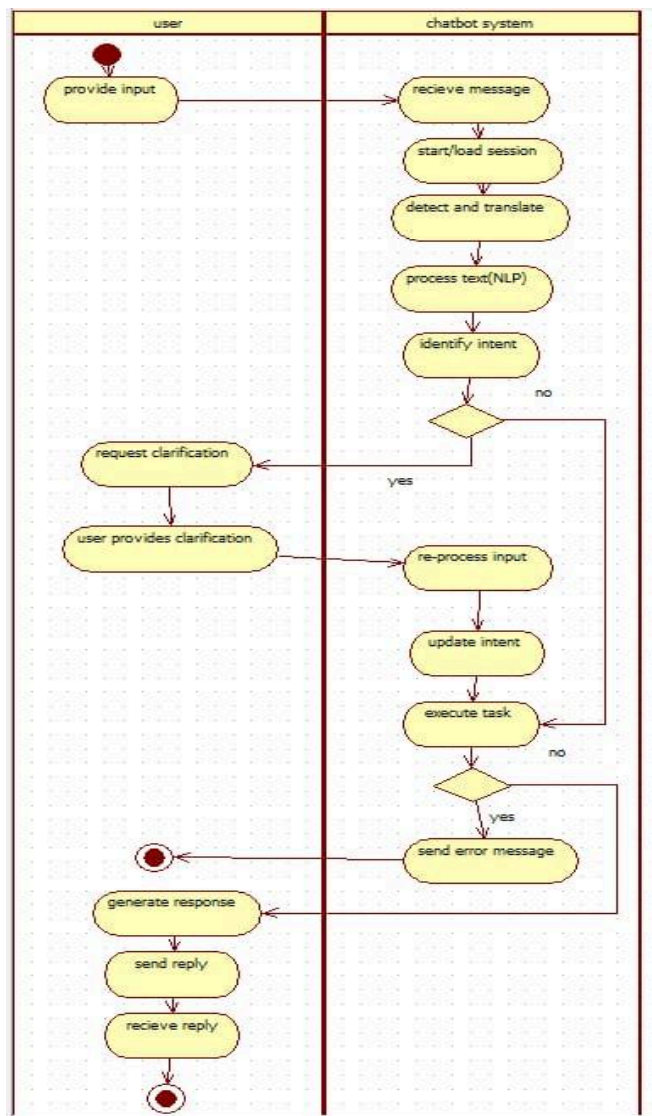 user
chatbot system
provide input
recieve message
start/load session
detect and translate
process text(NLP)
identify intent
no
request clarification
yes
user provides clarification
re-process input
update intent
execute task
no
yes
send error message
generate response
send reply
recieve reply